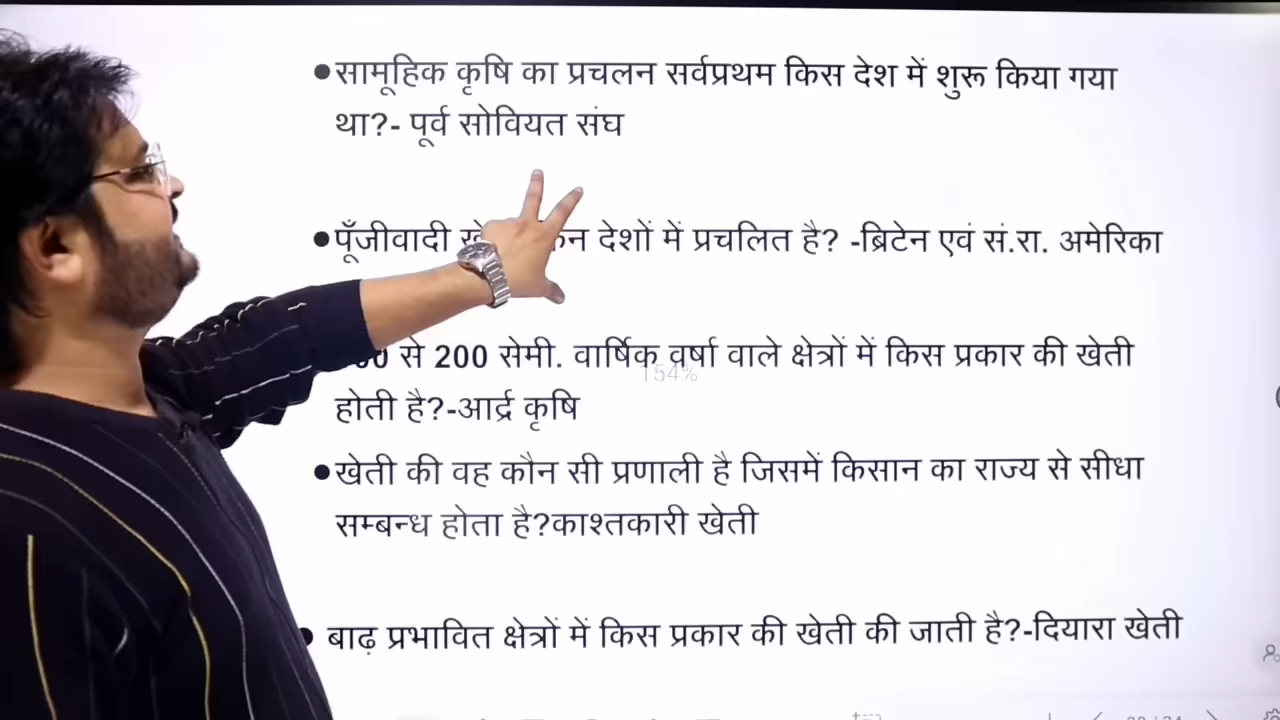 ●सामूहिक कृषि का प्रचलन सर्वप्रथम किस देश में शुरू किया गया
था?- पूर्व सोवियत संघ
●पूँजीवादी देशों में प्रचलित है? -ब्रिटेन एवं सं.रा. अमेरिका
से 200 सेमी. वार्षिक वर्षा वाले क्षेत्रों में किस प्रकार की खेती
154%
होती है?-आर्द्र कृषि
●खेती की वह कौन सी प्रणाली है जिसमें किसान का राज्य से सीधा
सम्बन्ध होता है?काश्तकारी खेती
● बाढ़ प्रभावित क्षेत्रों में किस प्रकार की खेती की जाती है?-दियारा खेती